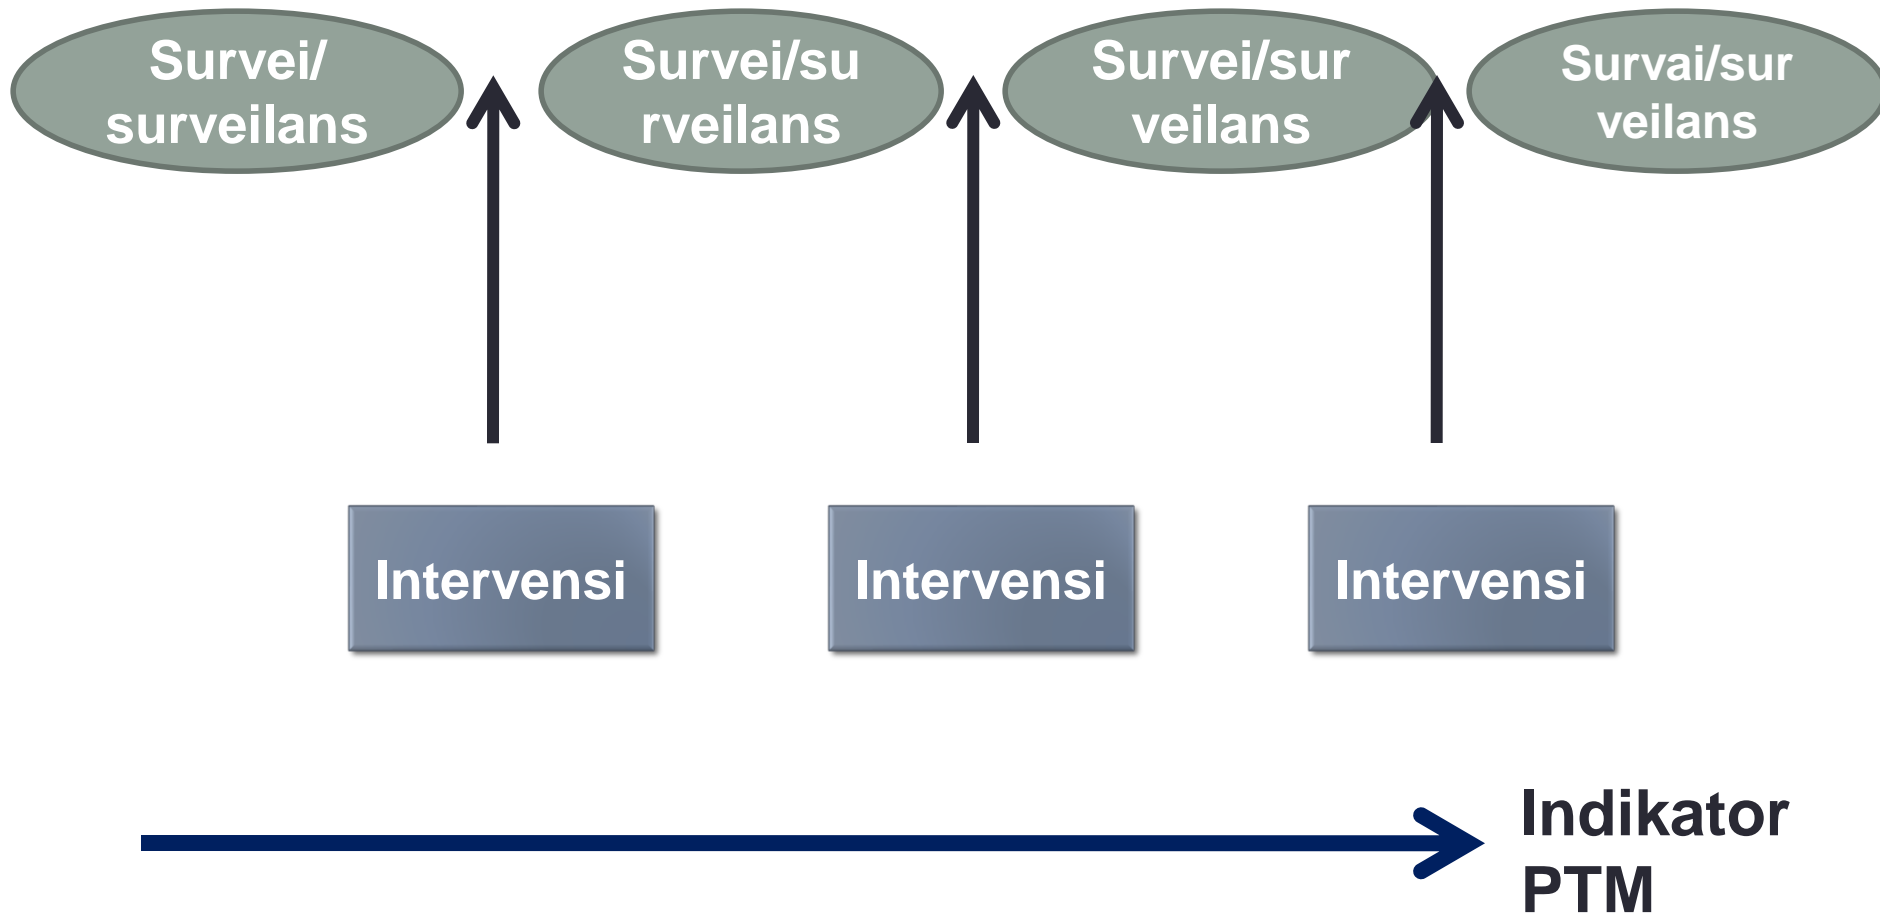 Survei/
surveilans
Survei/su
rveilans
Survei/sur
veilans
Survai/sur
veilans
Intervensi
Intervensi
Intervensi
Indikator
PTM